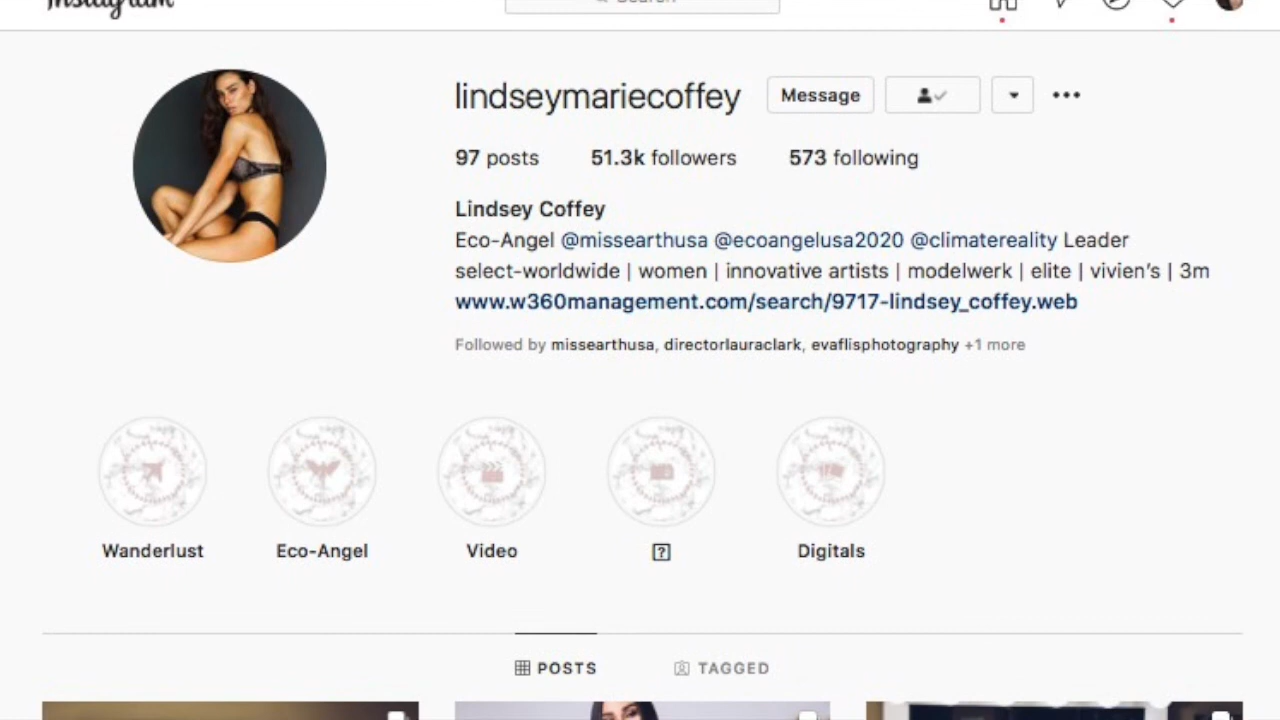 Instagram
Search
lindseymariecoffey
Message
97 posts 51.3k followers 573 following
Lindsey Coffey
Eco-Angel @missearthusa @ecoangelusa2020 @climatereality Leader
select-worldwide | women | innovative artists | modelwerk | elite | vivien's | 3m
www.w360management.com/search/9717-lindsey_coffey.web
Followed by missearthusa, directorlauraclark, evaflisphotography +1 more
Wanderlust Eco-Angel Video ? Digitals
POSTS TAGGED